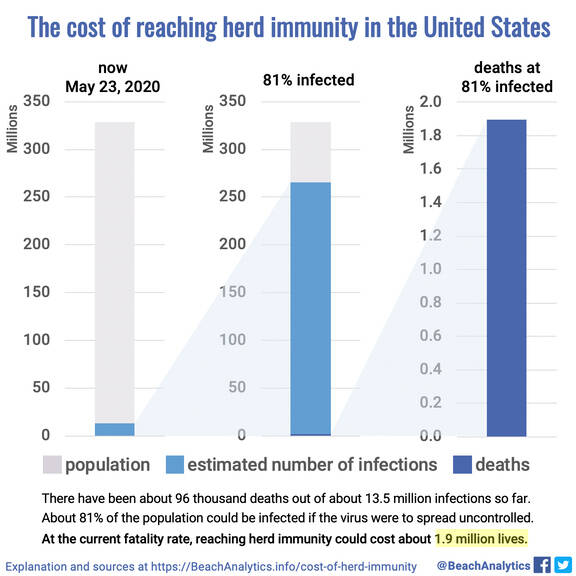 The cost of reaching herd immunity in the United States
now
May 23, 2020
81% infected
deaths at
81% infected
Millions
350
300
250
200
150
100
50
0
Millions
350
300
250
200
150
100
50
0
Millions
2.0
1.8
1.6
1.4
1.2
1.0
0.8
0.6
0.4
0.2
0.0
population estimated number of infections deaths
There have been about 96 thousand deaths out of about 13.5 million infections so far.
About 81% of the population could be infected if the virus were to spread uncontrolled.
At the current fatality rate, reaching herd immunity could cost about 1.9 million lives.
Explanation and sources at https://BeachAnalytics.info/cost-of-herd-immunity @BeachAnalytics